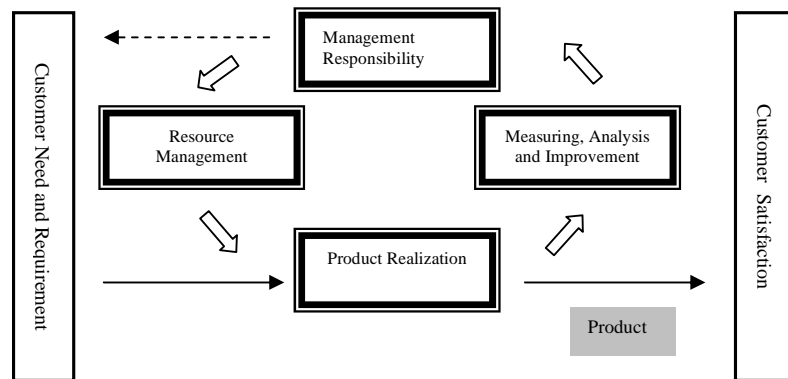 Customer Need and Requirement
Management
Responsibility
Resource
Management
Measuring, Analysis
and Improvement
Product Realization
Product
Customer Satisfaction